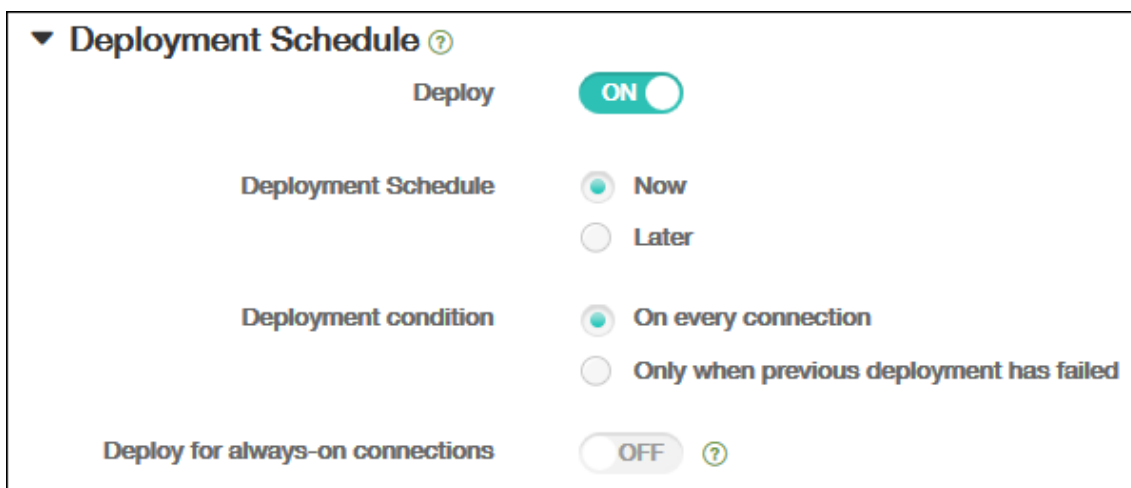 Deployment Schedule ?
Deploy ON
Deployment Schedule Now
Later
Deployment condition On every connection
Only when previous deployment has failed
Deploy for always-on connections OFF ?